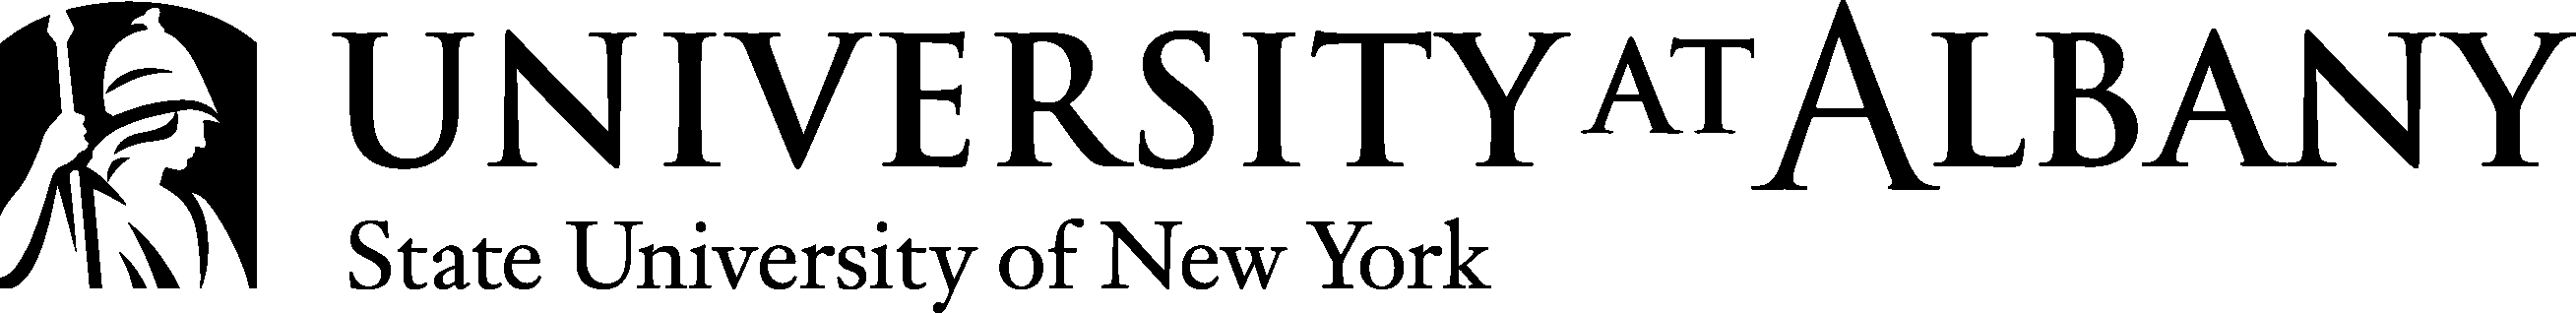 UNIVERSITY AT ALBANY
State University of New York